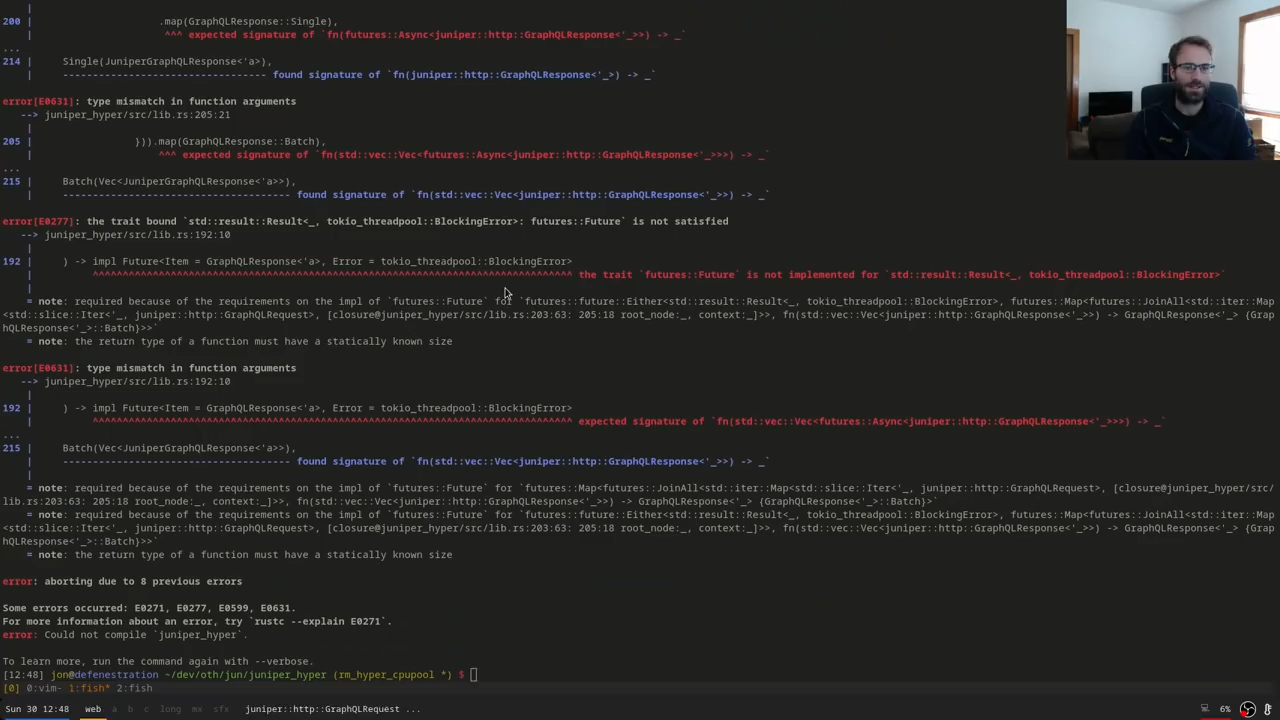 200 |                     .map(GraphQLResponse::Single),
    |                      ^^^ expected signature of `fn(futures::Async<juniper::http::GraphQLResponse<'_>>) -> _`
...
214 |     Single(JuniperGraphQLResponse<'a>),
    |     ---------------------------------- found signature of `fn(juniper::http::GraphQLResponse<'_>) -> _`
error[E0631]: type mismatch in function arguments
   --> juniper_hyper/src/lib.rs:205:21
    |
205 |                 })).map(GraphQLResponse::Batch),
    |                     ^^^ expected signature of `fn(std::vec::Vec<futures::Async<juniper::http::GraphQLResponse<'_>>>) -> _`
...
215 |     Batch(Vec<JuniperGraphQLResponse<'a>>),
    |     -------------------------------------- found signature of `fn(std::vec::Vec<juniper::http::GraphQLResponse<'_>>) -> _`
error[E0277]: the trait bound `std::result::Result<_, tokio_threadpool::BlockingError>: futures::Future` is not satisfied
   --> juniper_hyper/src/lib.rs:192:10
    |
192 |     ) -> impl Future<Item = GraphQLResponse<'a>, Error = tokio_threadpool::BlockingError>
    |          ^^^^^^^^^^^^^^^^^^^^^^^^^^^^^^^^^^^^^^^^^^^^^^^^^^^^^^^^^^^^^^^^^^^^^^^^^^^^^^^^ the trait `futures::Future` is not implemented for `std::result::Result<_, tokio_threadpool::BlockingError>`
    |
    = note: required because of the requirements on the impl of `futures::Future` for `futures::future::Either<std::result::Result<_, tokio_threadpool::BlockingError>, futures::Map<futures::JoinAll<std::iter::Map
<std::slice::Iter<'_, juniper::http::GraphQLRequest>, [closure@juniper_hyper/src/lib.rs:203:63: 205:18 root_node:_, context:_]>>, fn(std::vec::Vec<juniper::http::GraphQLResponse<'_>>) -> GraphQLResponse<'_> {Grap
hQLResponse<'_>::Batch}>>`
    = note: the return type of a function must have a statically known size
error[E0631]: type mismatch in function arguments
   --> juniper_hyper/src/lib.rs:192:10
    |
192 |     ) -> impl Future<Item = GraphQLResponse<'a>, Error = tokio_threadpool::BlockingError>
    |          ^^^^^^^^^^^^^^^^^^^^^^^^^^^^^^^^^^^^^^^^^^^^^^^^^^^^^^^^^^^^^^^^^^^^^^^^^^^^^^^^ expected signature of `fn(std::vec::Vec<futures::Async<juniper::http::GraphQLResponse<'_>>>) -> _`
...
215 |     Batch(Vec<JuniperGraphQLResponse<'a>>),
    |     -------------------------------------- found signature of `fn(std::vec::Vec<juniper::http::GraphQLResponse<'_>>) -> _`
    |
    = note: required because of the requirements on the impl of `futures::Future` for `futures::Map<futures::JoinAll<std::iter::Map<std::slice::Iter<'_, juniper::http::GraphQLRequest>, [closure@juniper_hyper/src/
lib.rs:203:63: 205:18 root_node:_, context:_]>>, fn(std::vec::Vec<juniper::http::GraphQLResponse<'_>>) -> GraphQLResponse<'_> {GraphQLResponse<'_>::Batch}>`
    = note: required because of the requirements on the impl of `futures::Future` for `futures::future::Either<std::result::Result<_, tokio_threadpool::BlockingError>, futures::Map<futures::JoinAll<std::iter::Map
<std::slice::Iter<'_, juniper::http::GraphQLRequest>, [closure@juniper_hyper/src/lib.rs:203:63: 205:18 root_node:_, context:_]>>, fn(std::vec::Vec<juniper::http::GraphQLResponse<'_>>) -> GraphQLResponse<'_> {Grap
hQLResponse<'_>::Batch}>>`
    = note: the return type of a function must have a statically known size
error: aborting due to 8 previous errors
Some errors occurred: E0271, E0277, E0599, E0631.
For more information about an error, try `rustc --explain E0271`.
error: Could not compile `juniper_hyper`.
To learn more, run the command again with --verbose.
[12:48] jon@defenestration ~/dev/oth/jun/juniper_hyper (rm_hyper_cpupool *) $
[0] 0:vim- 1:fish* 2:fish
Sun 30 12:48 web a b c long mx sfx juniper::http::GraphQLRequest ... 6%